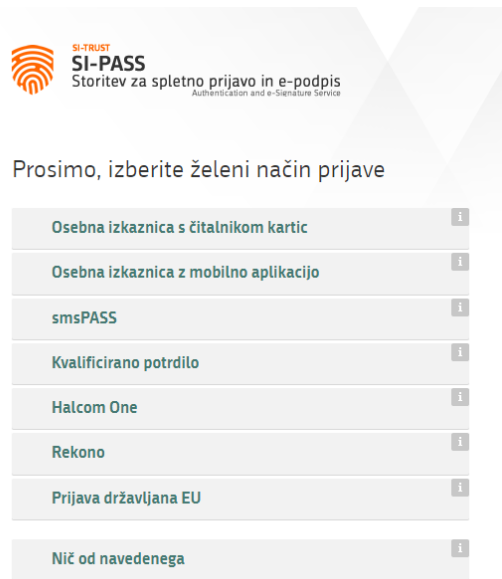 SI-TRUST
SI-PASS
Storitev za spletno prijavo in e-podpis
Authentication and e-Signature Service
Prosimo, izberite želeni način prijave
Osebna izkaznica s čitalnikom kartic
i
Osebna izkaznica z mobilno aplikacijo
i
smsPASS
i
Kvalificirano potrdilo
i
Halcom One
i
Rekono
i
Prijava državljana EU
i
Nič od navedenega
i